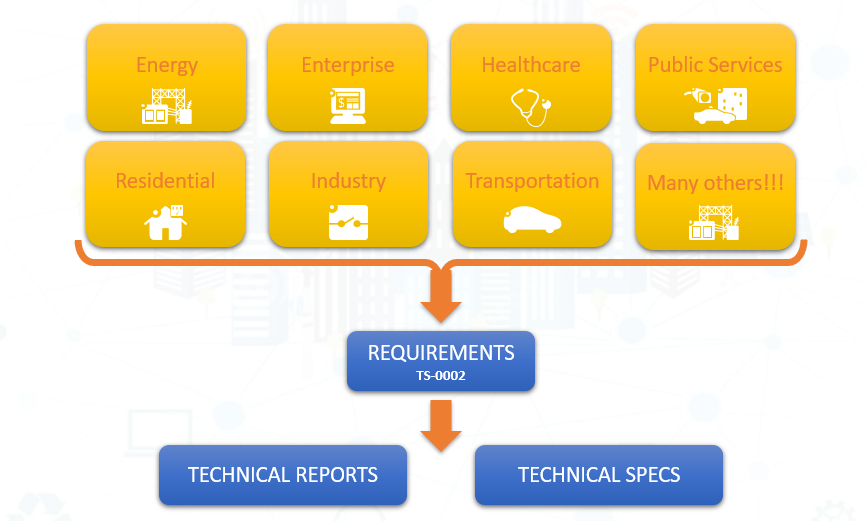 Energy
Enterprise
Healthcare
Public Services
$
Residential
Industry
Transportation
Many others!!!
REQUIREMENTS
TS-0002
TECHNICAL REPORTS
TECHNICAL SPECS